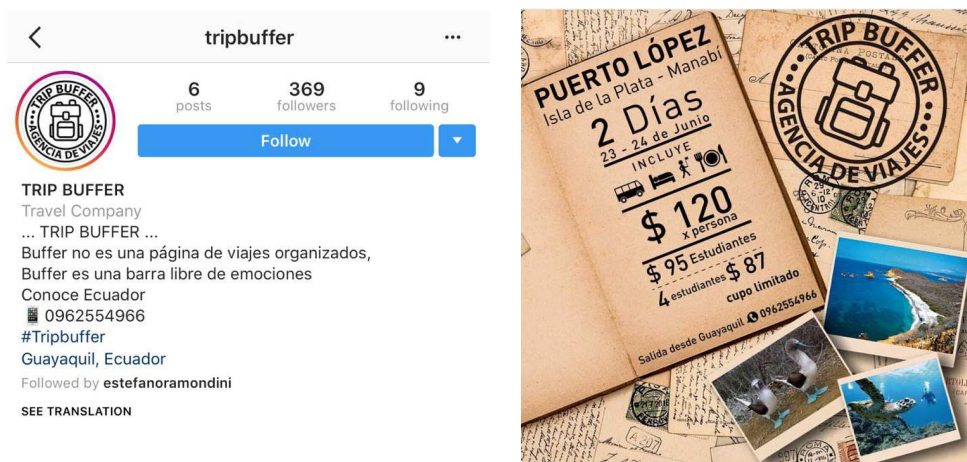 tripbuffer
6
posts
369
followers
9
following
Follow
TRIP BUFFER
AGENCIA DE VIAJES
TRIP BUFFER
Travel Company
... TRIP BUFFER ...
Buffer no es una página de viajes organizados,
Buffer es una barra libre de emociones
Conoce Ecuador
📱 0962554966
#Tripbuffer
Guayaquil, Ecuador
Followed by estefanoramondini
SEE TRANSLATION
PUERTO LÓPEZ
Isla de la Plata - Manabí
2 Días
23 - 24 de Junio
INCLUYE
$ 120
x persona
$ 95 Estudiantes
4 estudiantes $ 87
cupo limitado
Salida desde Guayaquil 0962554966
TRIP BUFFER
AGENCIA DE VIAJES